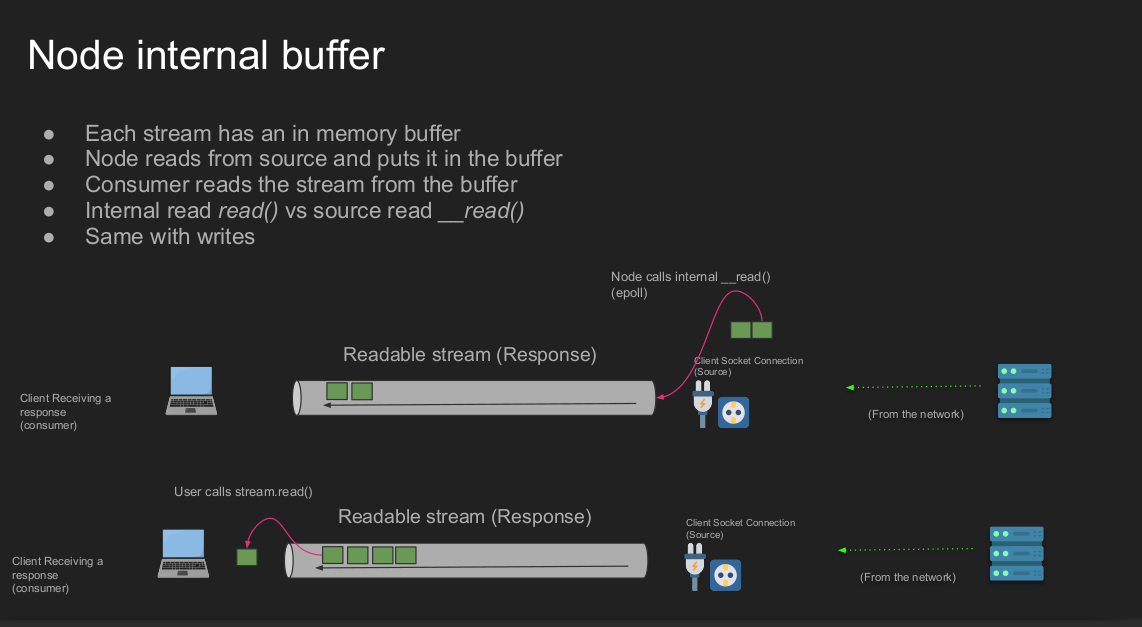 Node internal buffer
● Each stream has an in memory buffer
● Node reads from source and puts it in the buffer
● Consumer reads the stream from the buffer
● Internal read read() vs source read __read()
● Same with writes
Node calls internal __read()
(epoll)
Readable stream (Response)
Client Socket Connection
(Source)
Client Receiving a
response
(consumer)
(From the network)
User calls stream.read()
Readable stream (Response)
Client Socket Connection
(Source)
Client Receiving a
response
(consumer)
(From the network)